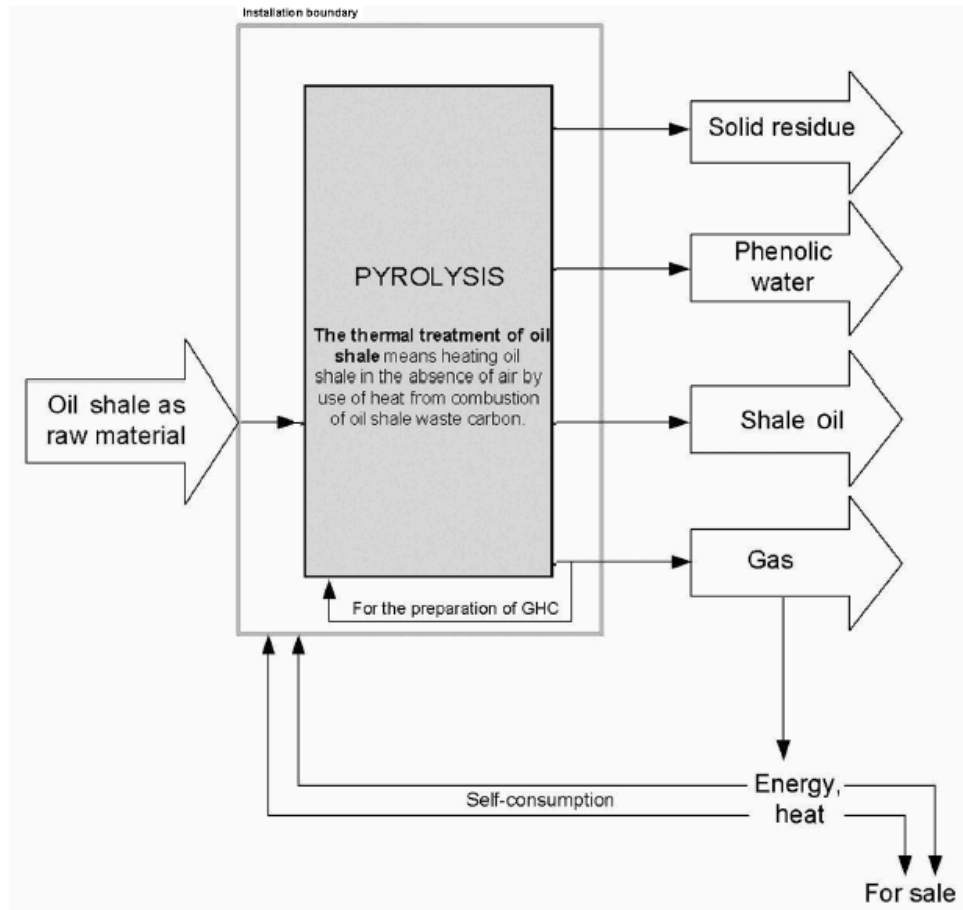 Installation boundary
Solid residue
Phenolic
water
PYROLYSIS
The thermal treatment of oil
shale means heating oil
shale in the absence of air by
use of heat from combustion
of oil shale waste carbon.
Oil shale as
raw material
Shale oil
Gas
For the preparation of GHC
Energy,
heat
Self-consumption
For sale